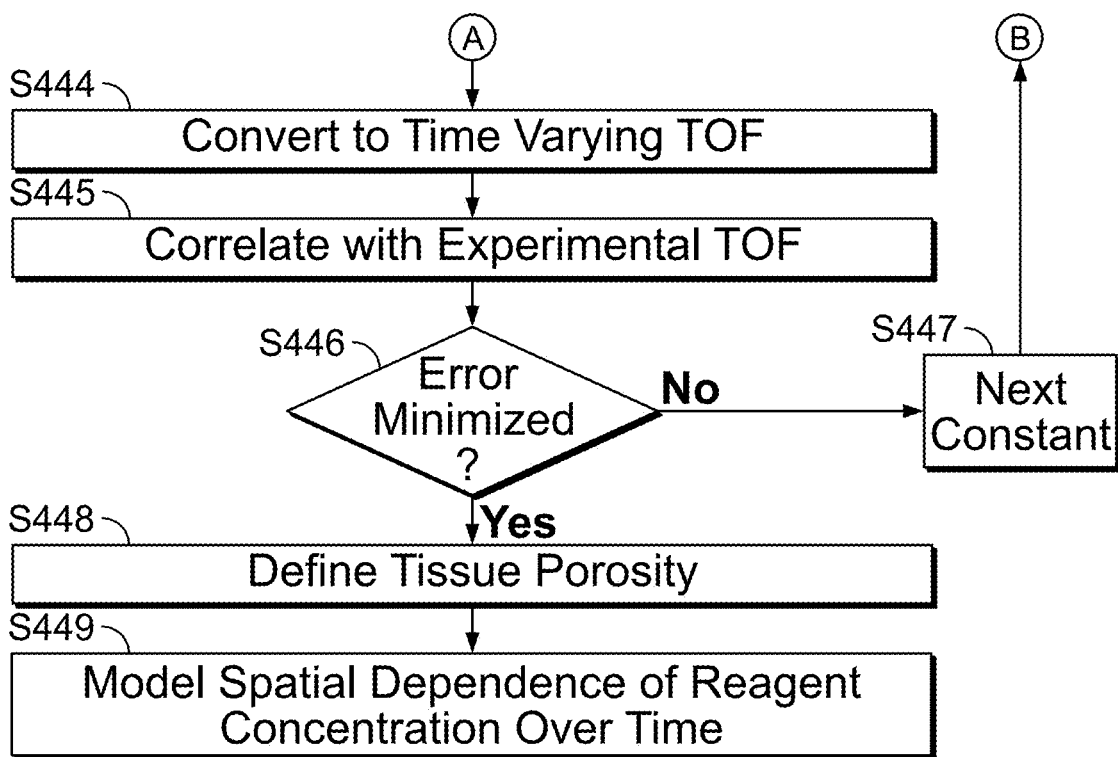 A
B
S444
Convert to Time Varying TOF
S445
Correlate with Experimental TOF
S446
Error
Minimized
?
No
S447
Next
Constant
Yes
S448
Define Tissue Porosity
S449
Model Spatial Dependence of Reagent
Concentration Over Time